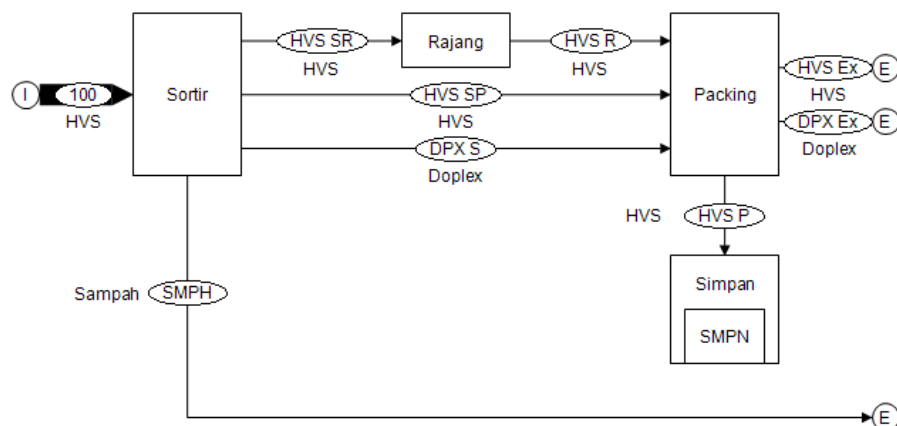 HVS SR
HVS
Rajang
HVS R
HVS
I
100
HVS
Sortir
HVS SP
HVS
DPX S
Doplex
Packing
HVS Ex
E
HVS
DPX Ex
E
Doplex
HVS
HVS P
Sampah
SMPH
Simpan
SMPN
E